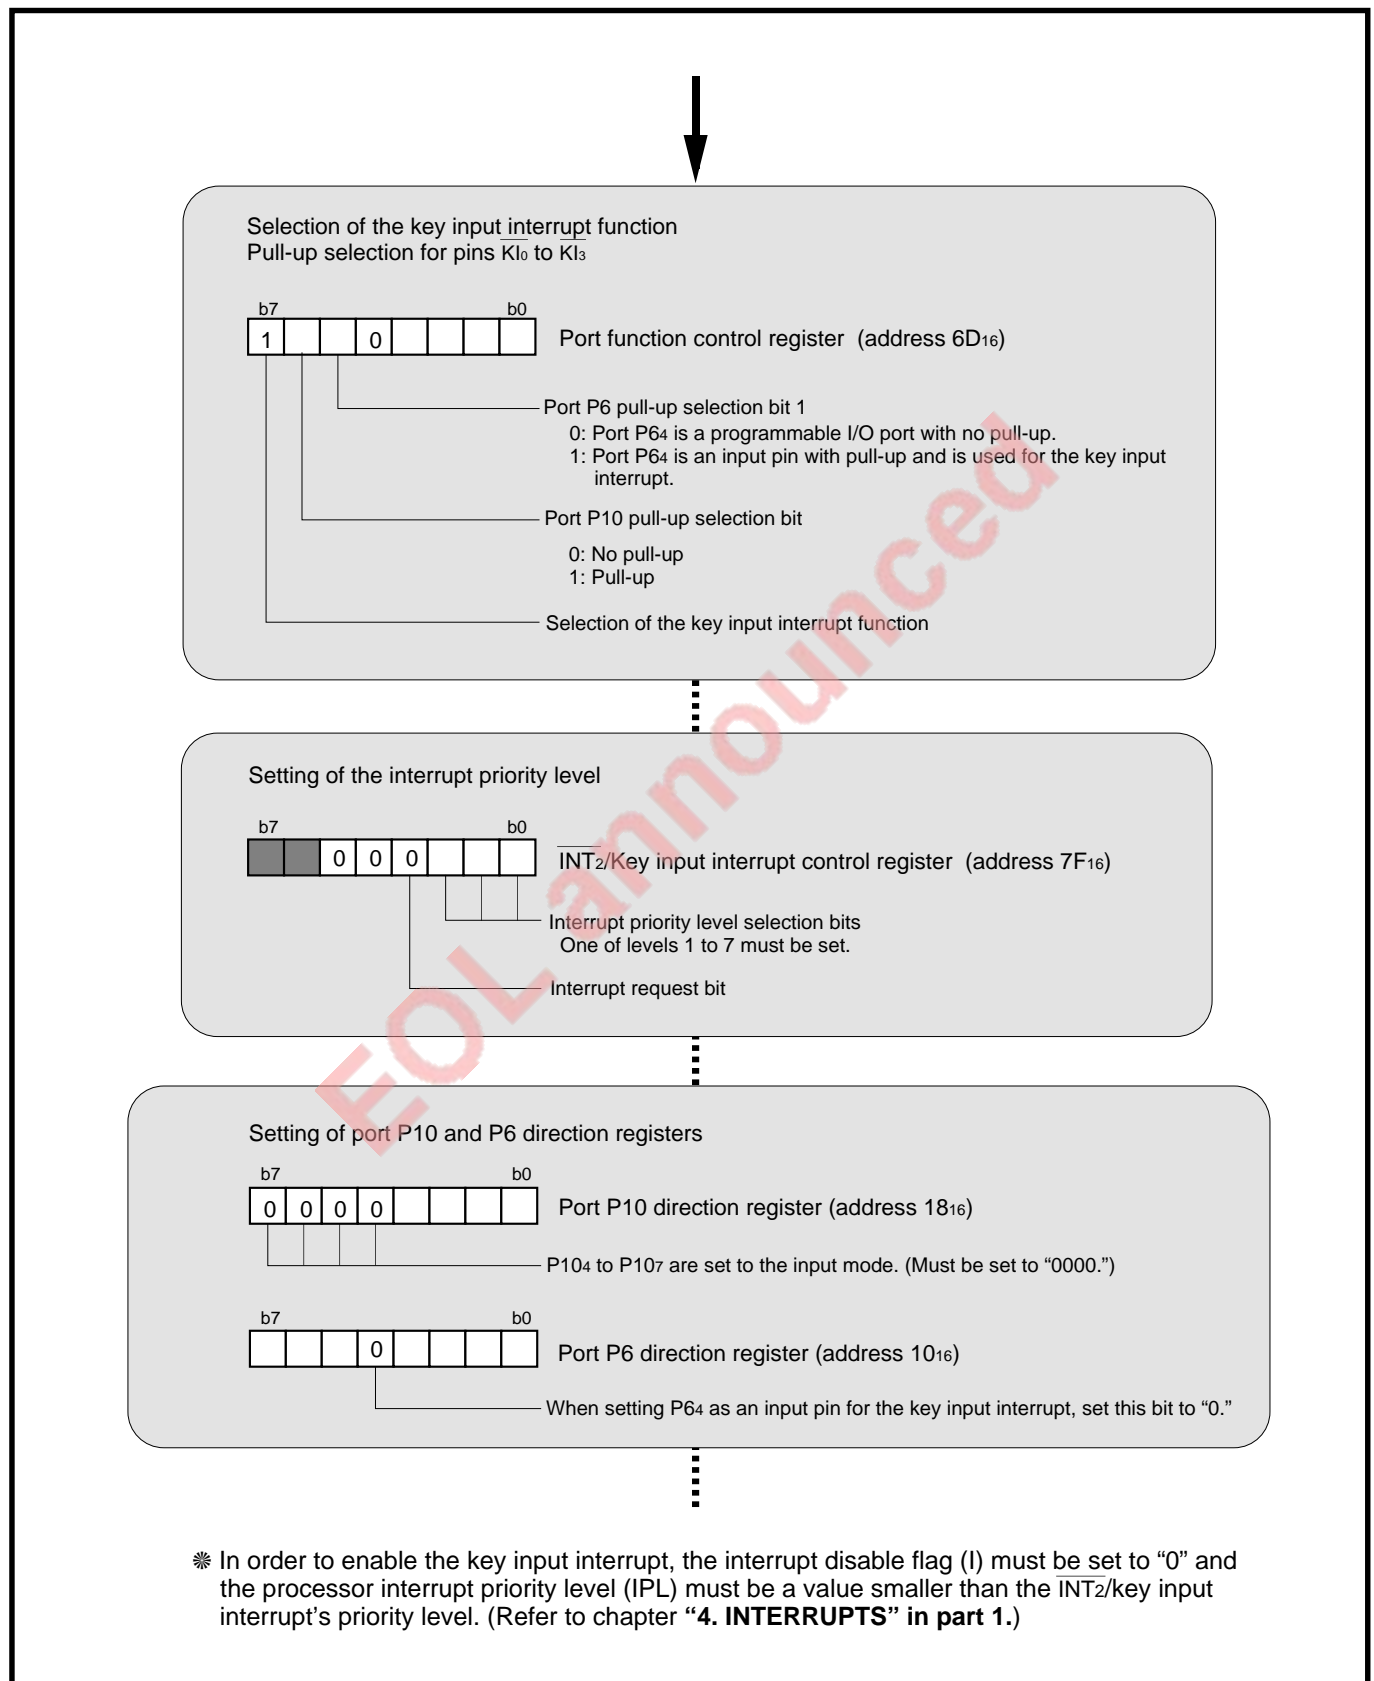 Selection of the key input interrupt function
Pull-up selection for pins KI0 to KI3
b7 b0
1 0 Port function control register (address 6D16)
Port P6 pull-up selection bit 1
0: Port P64 is a programmable I/O port with no pull-up.
1: Port P64 is an input pin with pull-up and is used for the key input
interrupt.
Port P10 pull-up selection bit
0: No pull-up
1: Pull-up
Selection of the key input interrupt function
Setting of the interrupt priority level
b7 b0
0 0 0 INT2/Key input interrupt control register (address 7F16)
Interrupt priority level selection bits
One of levels 1 to 7 must be set.
Interrupt request bit
Setting of port P10 and P6 direction registers
b7 b0
0 0 0 0 Port P10 direction register (address 1816)
P104 to P107 are set to the input mode. (Must be set to “0000.”)
b7 b0
0 Port P6 direction register (address 1016)
When setting P64 as an input pin for the key input interrupt, set this bit to “0.”
※ In order to enable the key input interrupt, the interrupt disable flag (I) must be set to “0” and
the processor interrupt priority level (IPL) must be a value smaller than the INT2/key input
interrupt’s priority level. (Refer to chapter “4. INTERRUPTS” in part 1.)
EOL announced